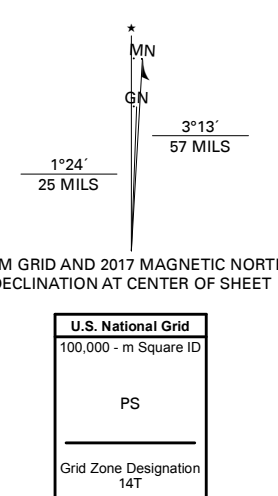 ★
MN
GN
3°13´
57 MILS
1°24´
25 MILS
M GRID AND 2017 MAGNETIC NORTH
DECLINATION AT CENTER OF SHEET
U.S. National Grid
100,000 - m Square ID
PS
Grid Zone Designation
14T